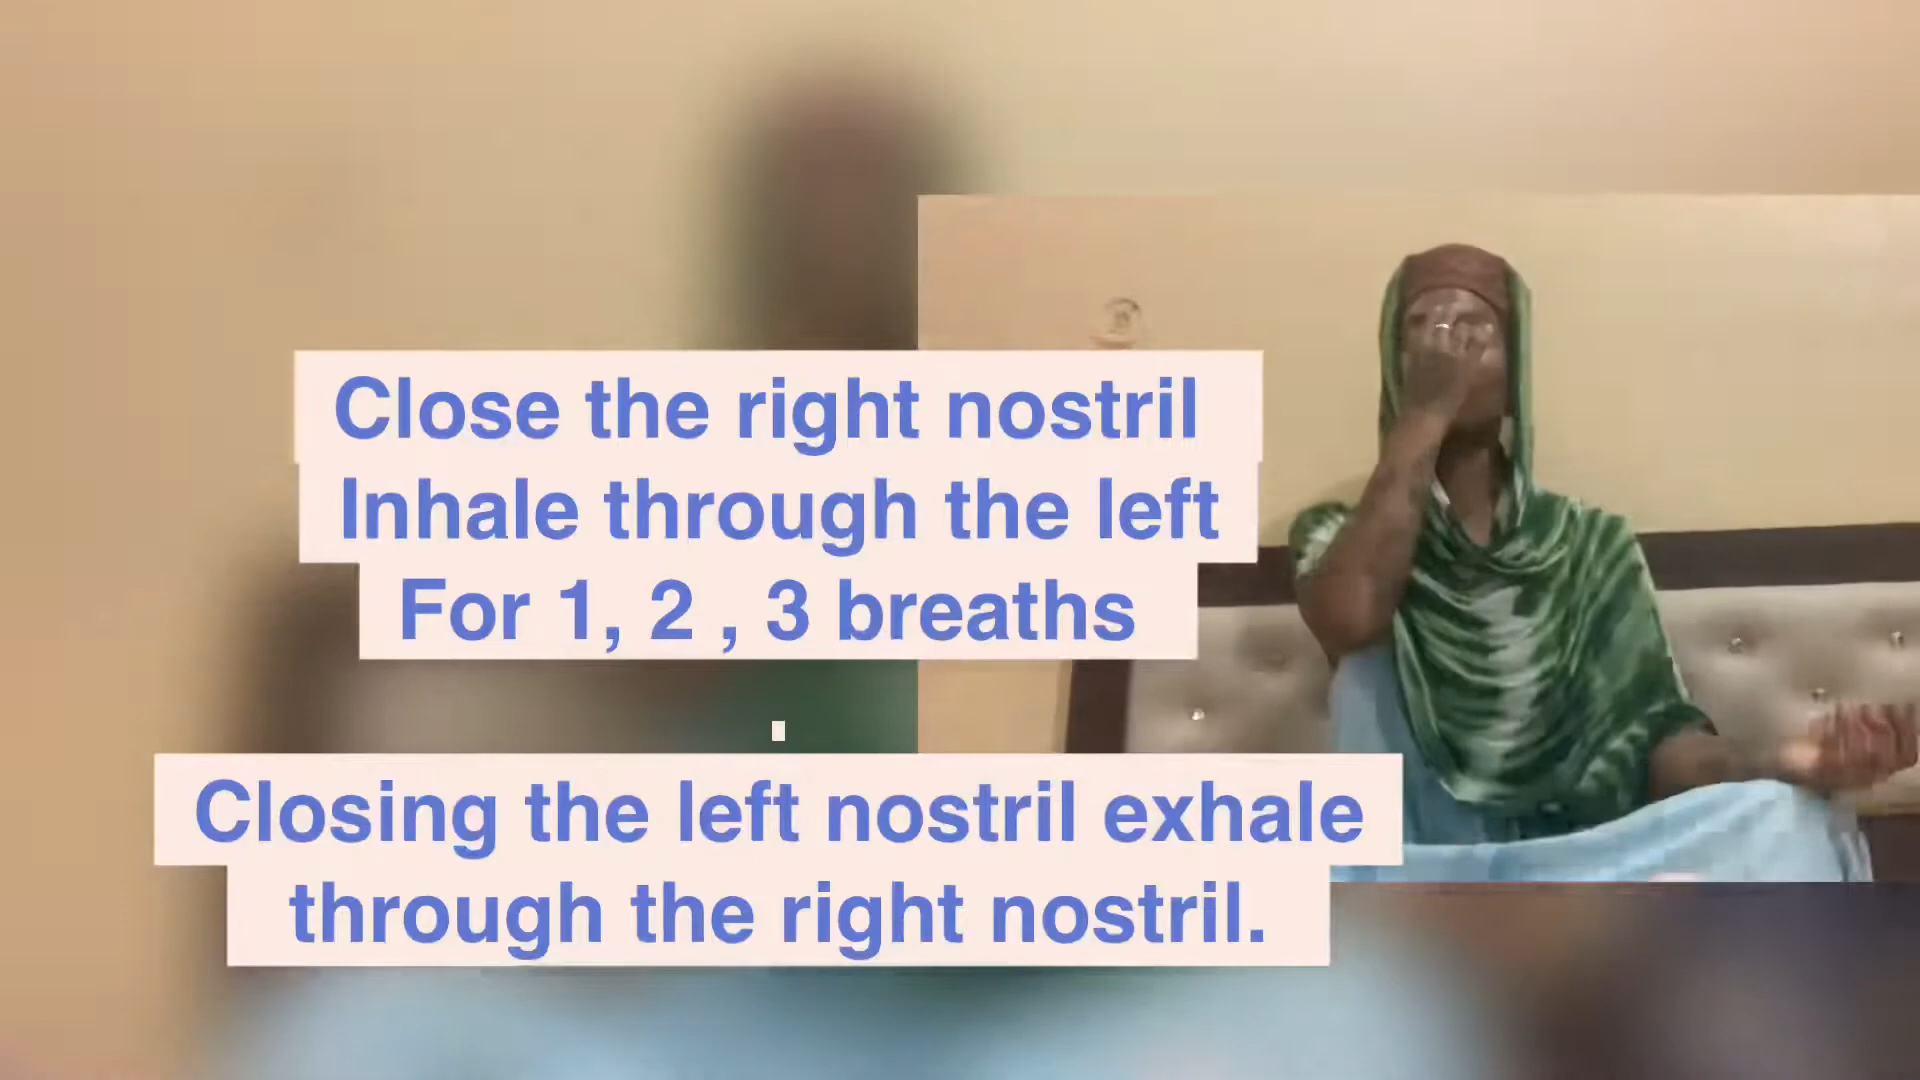 Close the right nostril
Inhale through the left
For 1, 2 , 3 breaths
Closing the left nostril exhale
through the right nostril.